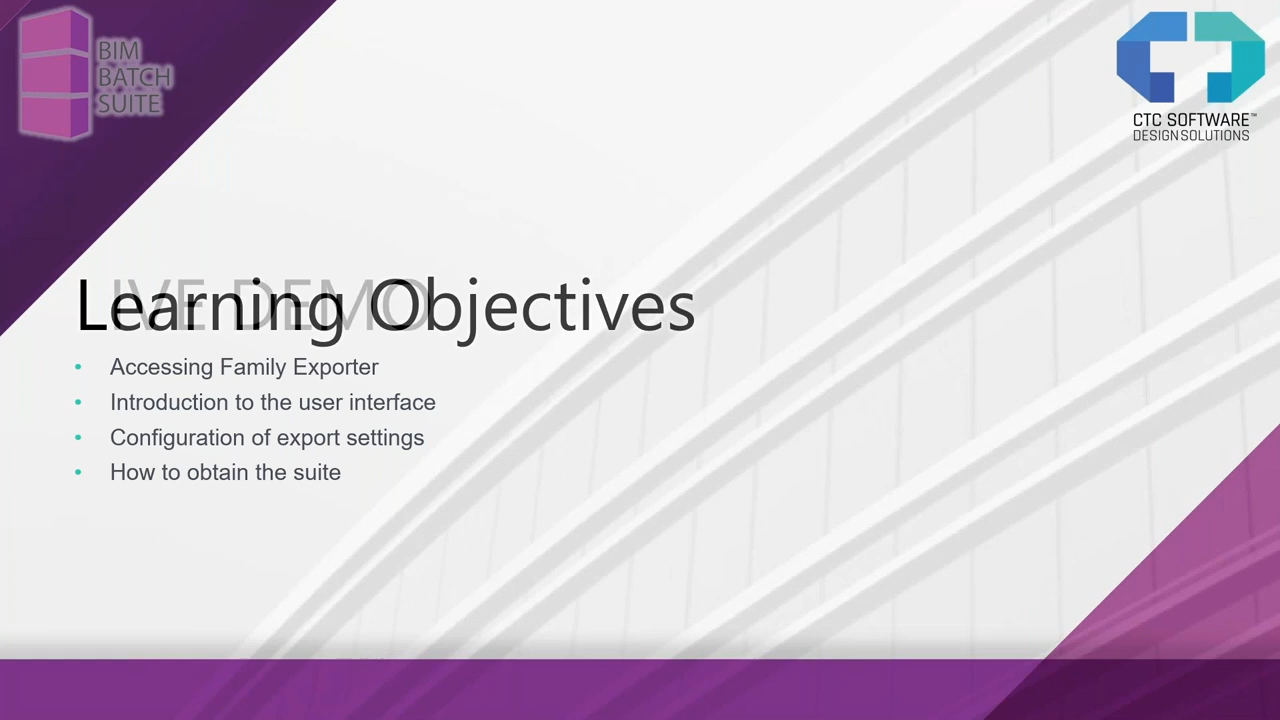 BIM
BATCH
SUITE
CTC SOFTWARE™
DESIGN SOLUTIONS
Learning Objectives
LIVE DEMO
• Accessing Family Exporter
• Introduction to the user interface
• Configuration of export settings
• How to obtain the suite